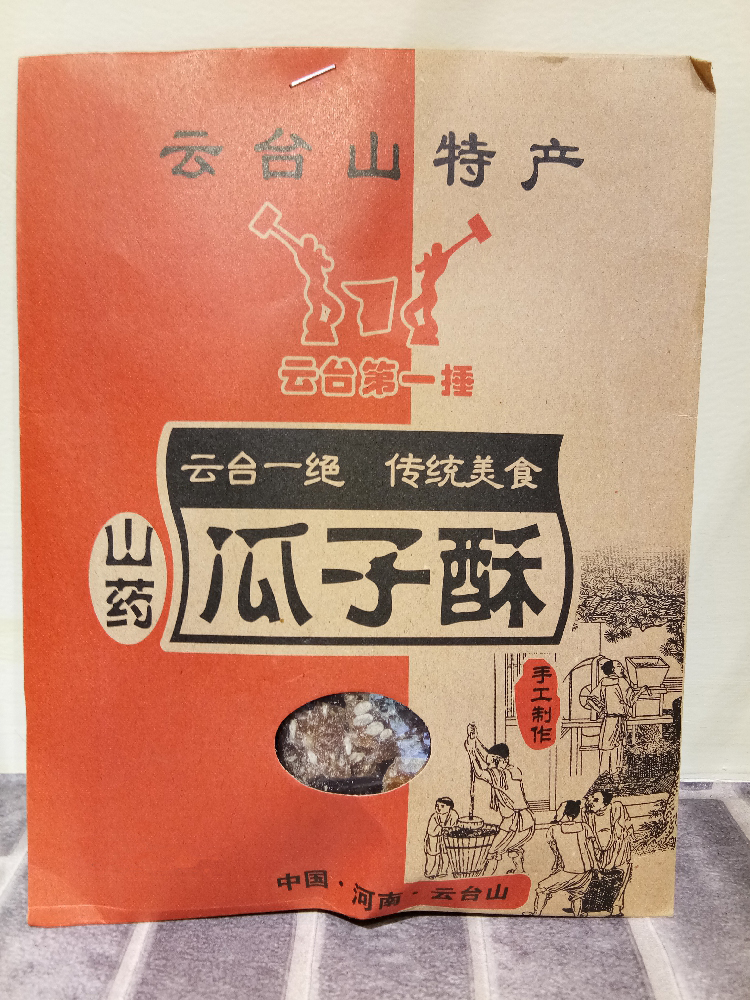 云台山特产
云台第一捶
云台一绝 传统美食
山药
瓜子酥
手工制作
中国·河南·云台山